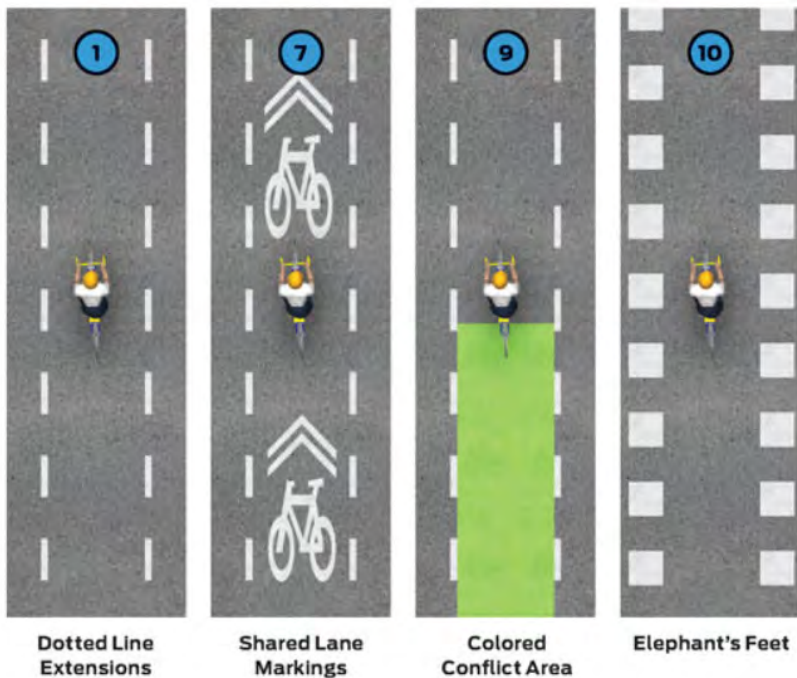 1
7
9
10
Dotted Line
Extensions
Shared Lane
Markings
Colored
Conflict Area
Elephant's Feet